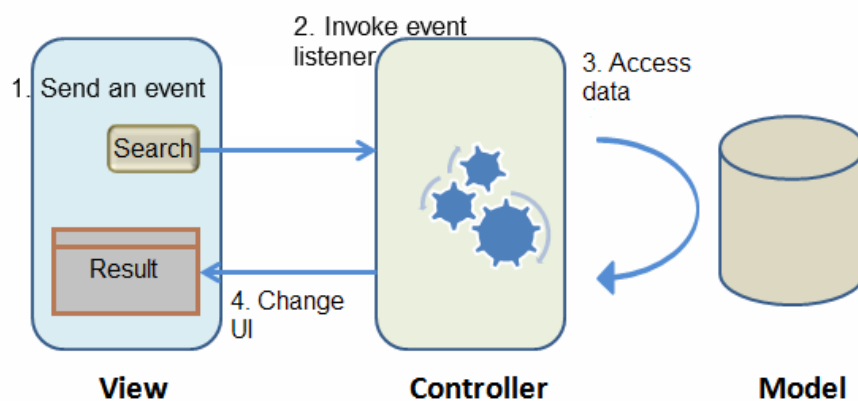 1. Send an event
Search
Result
2. Invoke event
listener
3. Access
data
4. Change
UI
View
Controller
Model